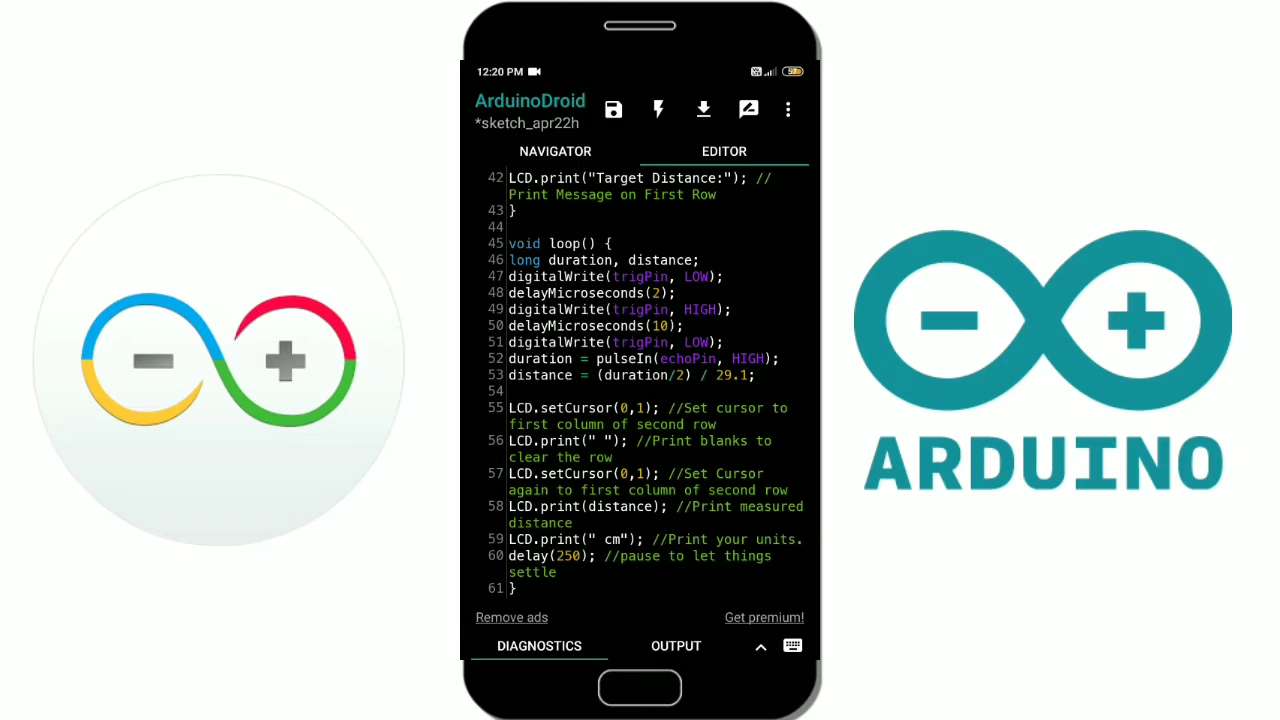 12:20 PM
ArduinoDroid
*sketch_apr22h
NAVIGATOR EDITOR
42 LCD.print("Target Distance:"); //
Print Message on First Row
43 }
44
45 void loop() {
46 long duration, distance;
47 digitalWrite(trigPin, LOW);
48 delayMicroseconds(2);
49 digitalWrite(trigPin, HIGH);
50 delayMicroseconds(10);
51 digitalWrite(trigPin, LOW);
52 duration = pulseIn(echoPin, HIGH);
53 distance = (duration/2) / 29.1;
54
55 LCD.setCursor(0,1); //Set cursor to
first column of second row
56 LCD.print(" "); //Print blanks to
clear the row
57 LCD.setCursor(0,1); //Set Cursor
again to first column of second row
58 LCD.print(distance); //Print measured
distance
59 LCD.print(" cm"); //Print your units.
60 delay(250); //pause to let things
settle
61 }
Remove ads Get premium!
DIAGNOSTICS OUTPUT
ARDUINO